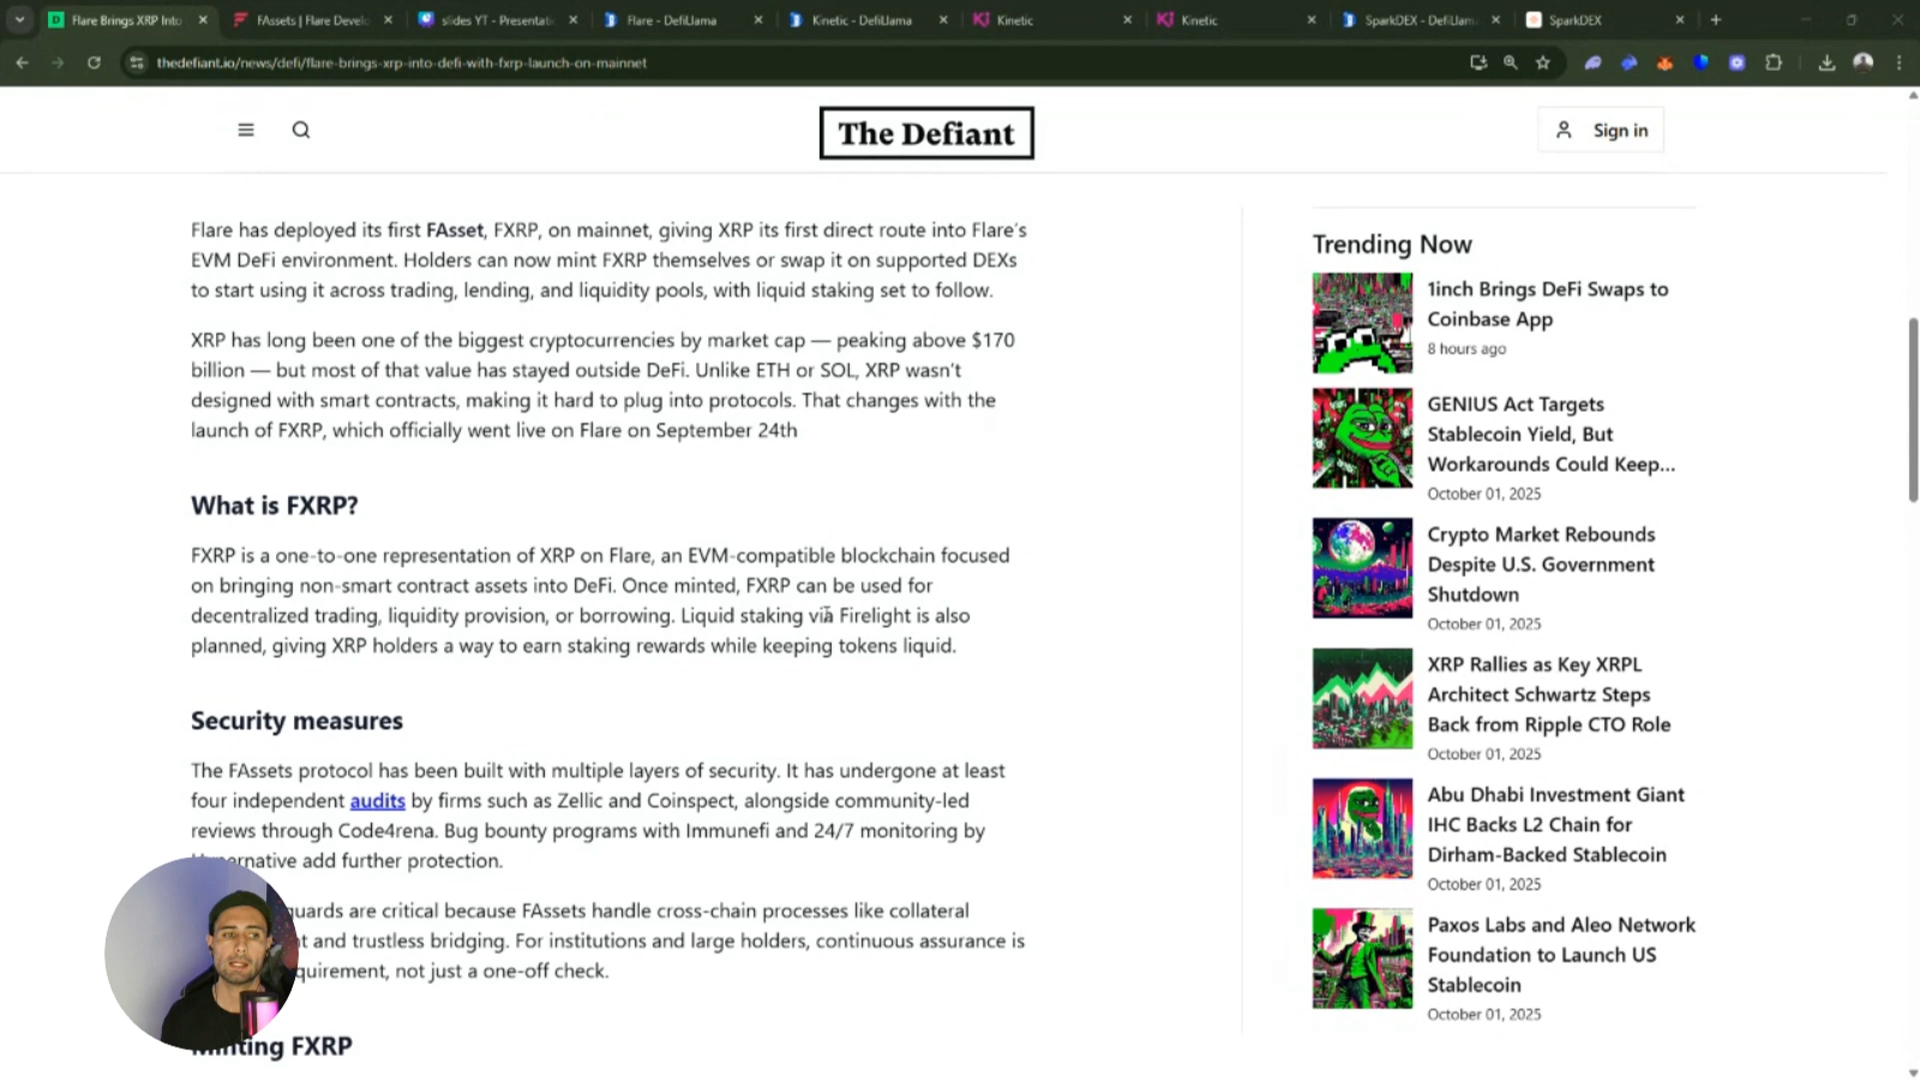 Flare Brings XRP Into
FAssets | Flare Develo
slides YT - Presentati
Flare - DefiLlama
Kinetic - DefiLlama
Kinetic
Kinetic
SparkDEX - DefiLlam
SparkDEX
thedefiant.io/news/defi/flare-brings-xrp-into-defi-with-fxrp-launch-on-mainnet
The Defiant
Sign in
Flare has deployed its first FAsset, FXRP, on mainnet, giving XRP its first direct route into Flare's
EVM DeFi environment. Holders can now mint FXRP themselves or swap it on supported DEXs
to start using it across trading, lending, and liquidity pools, with liquid staking set to follow.
XRP has long been one of the biggest cryptocurrencies by market cap — peaking above $170
billion — but most of that value has stayed outside DeFi. Unlike ETH or SOL, XRP wasn't
designed with smart contracts, making it hard to plug into protocols. That changes with the
launch of FXRP, which officially went live on Flare on September 24th
What is FXRP?
FXRP is a one-to-one representation of XRP on Flare, an EVM-compatible blockchain focused
on bringing non-smart contract assets into DeFi. Once minted, FXRP can be used for
decentralized trading, liquidity provision, or borrowing. Liquid staking via Firelight is also
planned, giving XRP holders a way to earn staking rewards while keeping tokens liquid.
Security measures
The FAssets protocol has been built with multiple layers of security. It has undergone at least
four independent audits by firms such as Zellic and Coinspect, alongside community-led
reviews through Code4rena. Bug bounty programs with Immunefi and 24/7 monitoring by
ernative add further protection.
uards are critical because FAssets handle cross-chain processes like collateral
t and trustless bridging. For institutions and large holders, continuous assurance is
quirement, not just a one-off check.
Minting FXRP
Trending Now
1inch Brings DeFi Swaps to
Coinbase App
8 hours ago
GENIUS Act Targets
Stablecoin Yield, But
Workarounds Could Keep...
October 01, 2025
Crypto Market Rebounds
Despite U.S. Government
Shutdown
October 01, 2025
XRP Rallies as Key XRPL
Architect Schwartz Steps
Back from Ripple CTO Role
October 01, 2025
Abu Dhabi Investment Giant
IHC Backs L2 Chain for
Dirham-Backed Stablecoin
October 01, 2025
Paxos Labs and Aleo Network
Foundation to Launch US
Stablecoin
October 01, 2025